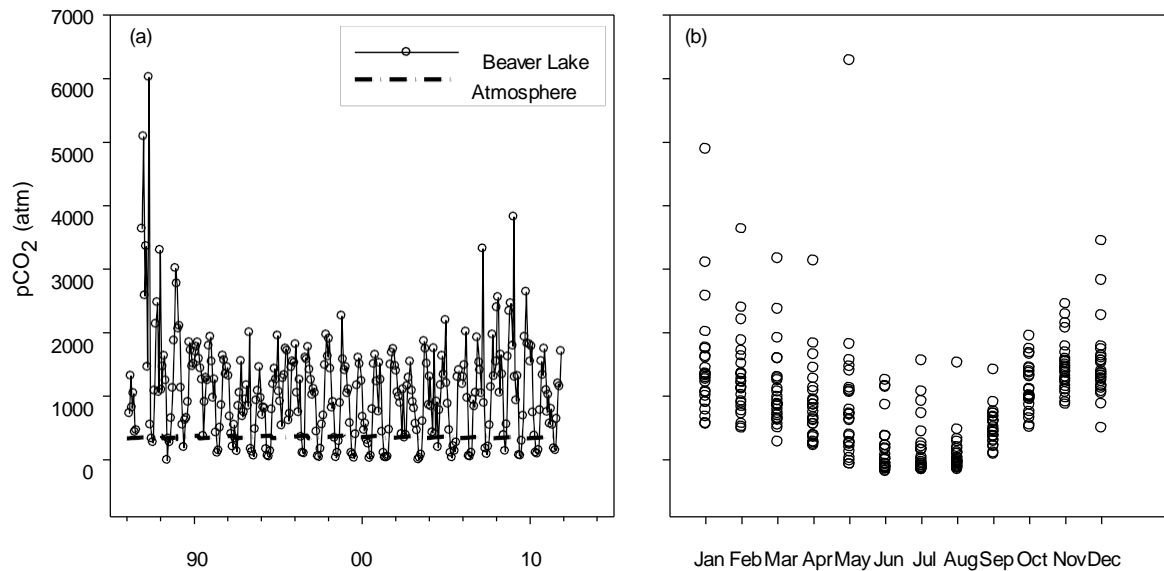 7000
6000
5000
4000
3000
2000
1000
0
pCO2 (atm)
(a)
Beaver Lake
Atmosphere
90 00 10
(b)
Jan Feb Mar Apr May Jun Jul Aug Sep Oct Nov Dec